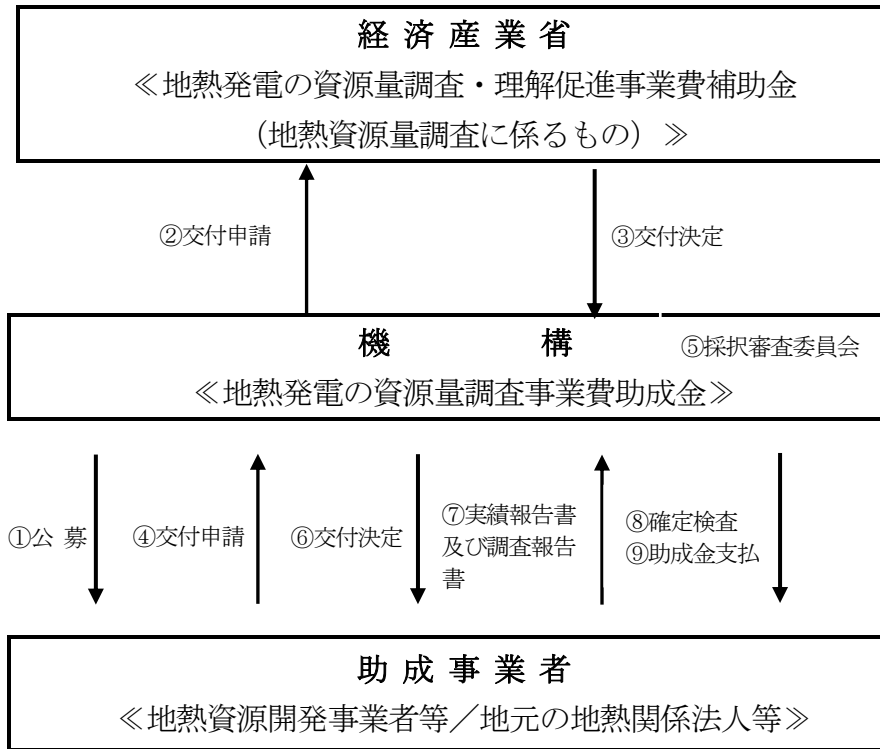 経 済 産 業 省
≪地熱発電の資源量調査・理解促進事業費補助金
（地熱資源量調査に係るもの）≫
②交付申請
③交付決定
機 構
⑤採択審査委員会
≪地熱発電の資源量調査事業費助成金≫
①公 募
④交付申請
⑥交付決定
⑦実績報告書
及び調査報告
書
⑧確定検査
⑨助成金支払
助 成 事 業 者
≪地熱資源開発事業者等／地元の地熱関係法人等≫